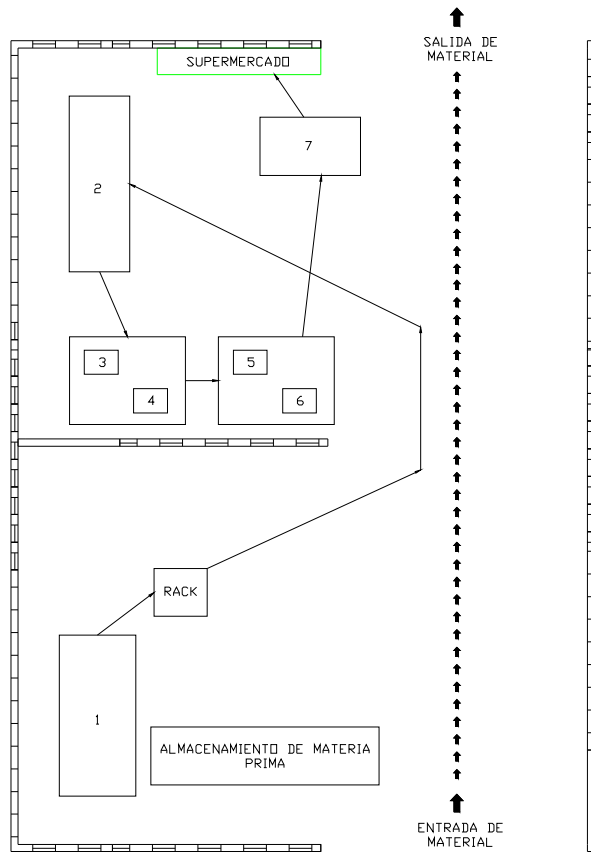 SALIDA DE
MATERIAL
SUPERMERCADO
7
2
3
4
5
6
RACK
1
ALMACENAMIENTO DE MATERIA
PRIMA
ENTRADA DE
MATERIAL